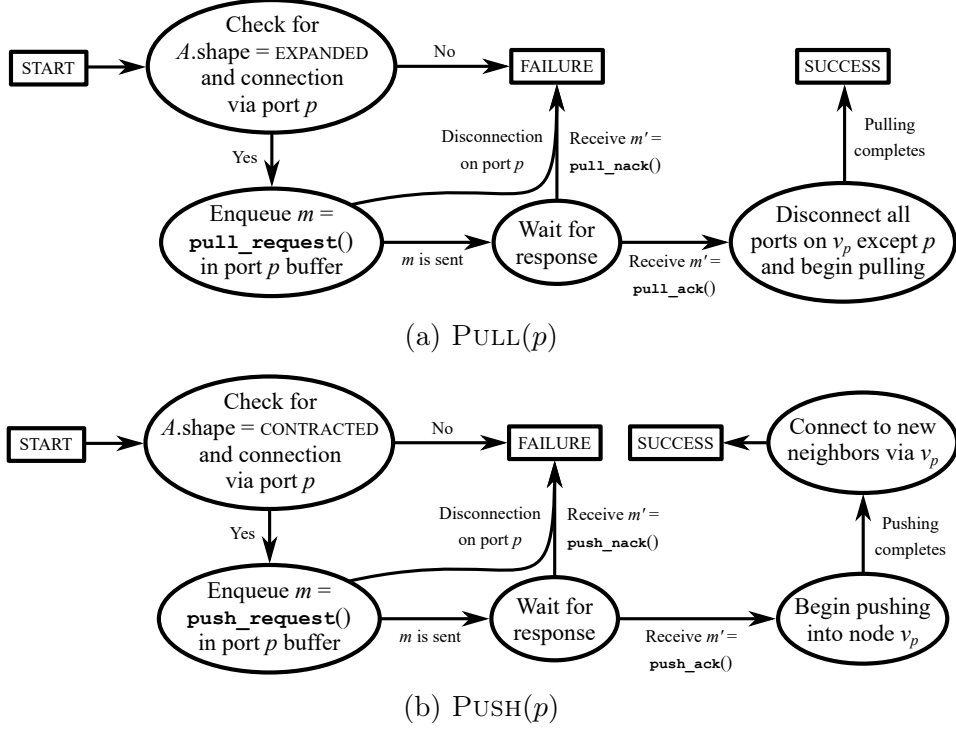 START
Check for
A.shape = EXPANDED
and connection
via port p
No
FAILURE
SUCCESS
Yes
Disconnection
on port p
Receive m′ =
pull_nack()
Pulling
completes
Enqueue m =
pull_request()
in port p buffer
m is sent
Wait for
response
Receive m′ =
pull_ack()
Disconnect all
ports on vₚ except p
and begin pulling
(a) PULL(p)
START
Check for
A.shape = CONTRACTED
and connection
via port p
No
FAILURE
SUCCESS
Connect to new
neighbors via vₚ
Yes
Disconnection
on port p
Receive m′ =
push_nack()
Pushing
completes
Enqueue m =
push_request()
in port p buffer
m is sent
Wait for
response
Receive m′ =
push_ack()
Begin pushing
into node vₚ
(b) PUSH(p)